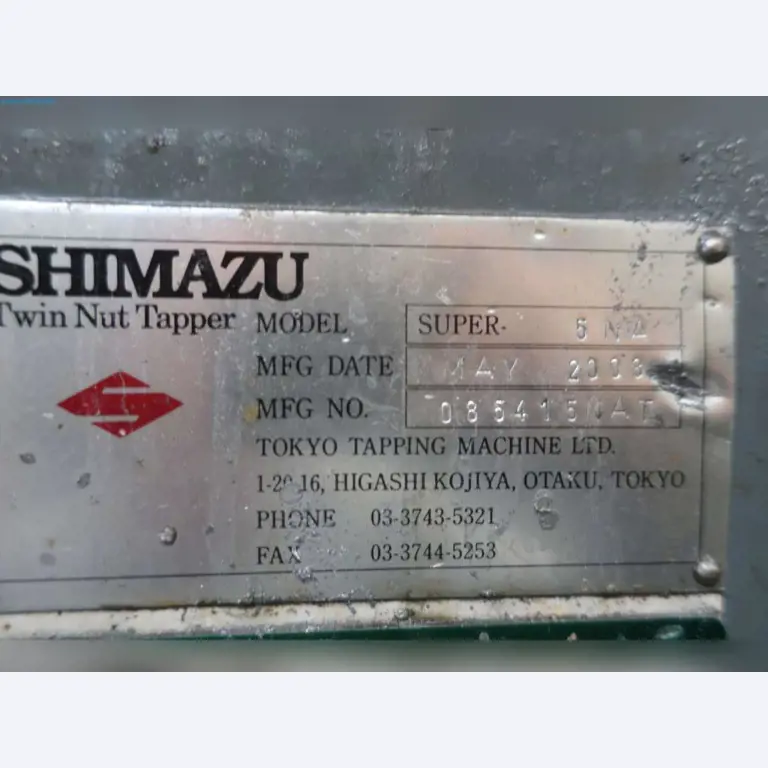 SHIMAZU
Twin Nut Tapper
MODEL SUPER-
MFG DATE MAY
MFG NO.
TOKYO TAPPING MACHINE LTD.
HIGASHI KOJIYA, OTAKU, TOKYO
PHONE 03-3743-5321
FAX 03-3744-5253